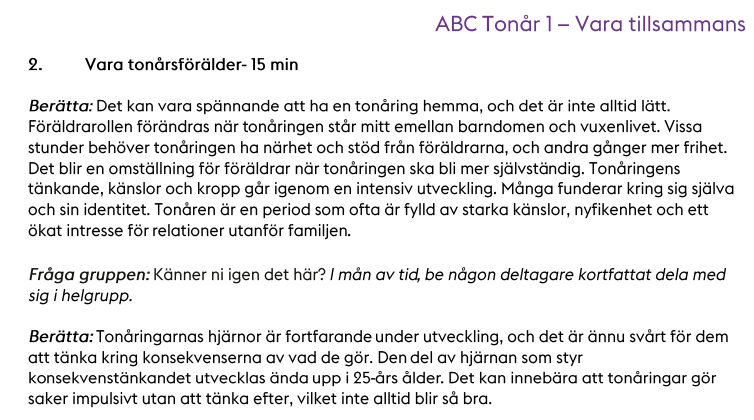 ABC Tonår 1 – Vara tillsammans
2. Vara tonårsförälder- 15 min
Berätta: Det kan vara spännande att ha en tonåring hemma, och det är inte alltid lätt.
Föräldrarollen förändras när tonåringen står mitt emellan barndomen och vuxenlivet. Vissa
stunder behöver tonåringen ha närhet och stöd från föräldrarna, och andra gånger mer frihet.
Det blir en omställning för föräldrar när tonåringen ska bli mer självständig. Tonåringens
tänkande, känslor och kropp går igenom en intensiv utveckling. Många funderar kring sig själva
och sin identitet. Tonåren är en period som ofta är fylld av starka känslor, nyfikenhet och ett
ökat intresse för relationer utanför familjen.
Fråga gruppen: Känner ni igen det här? I mån av tid, be någon deltagare kortfattat dela med
sig i helgrupp.
Berätta: Tonåringarnas hjärnor är fortfarande under utveckling, och det är ännu svårt för dem
att tänka kring konsekvenserna av vad de gör. Den del av hjärnan som styr
konsekvenstänkandet utvecklas ända upp i 25-års ålder. Det kan innebära att tonåringar gör
saker impulsivt utan att tänka efter, vilket inte alltid blir så bra.